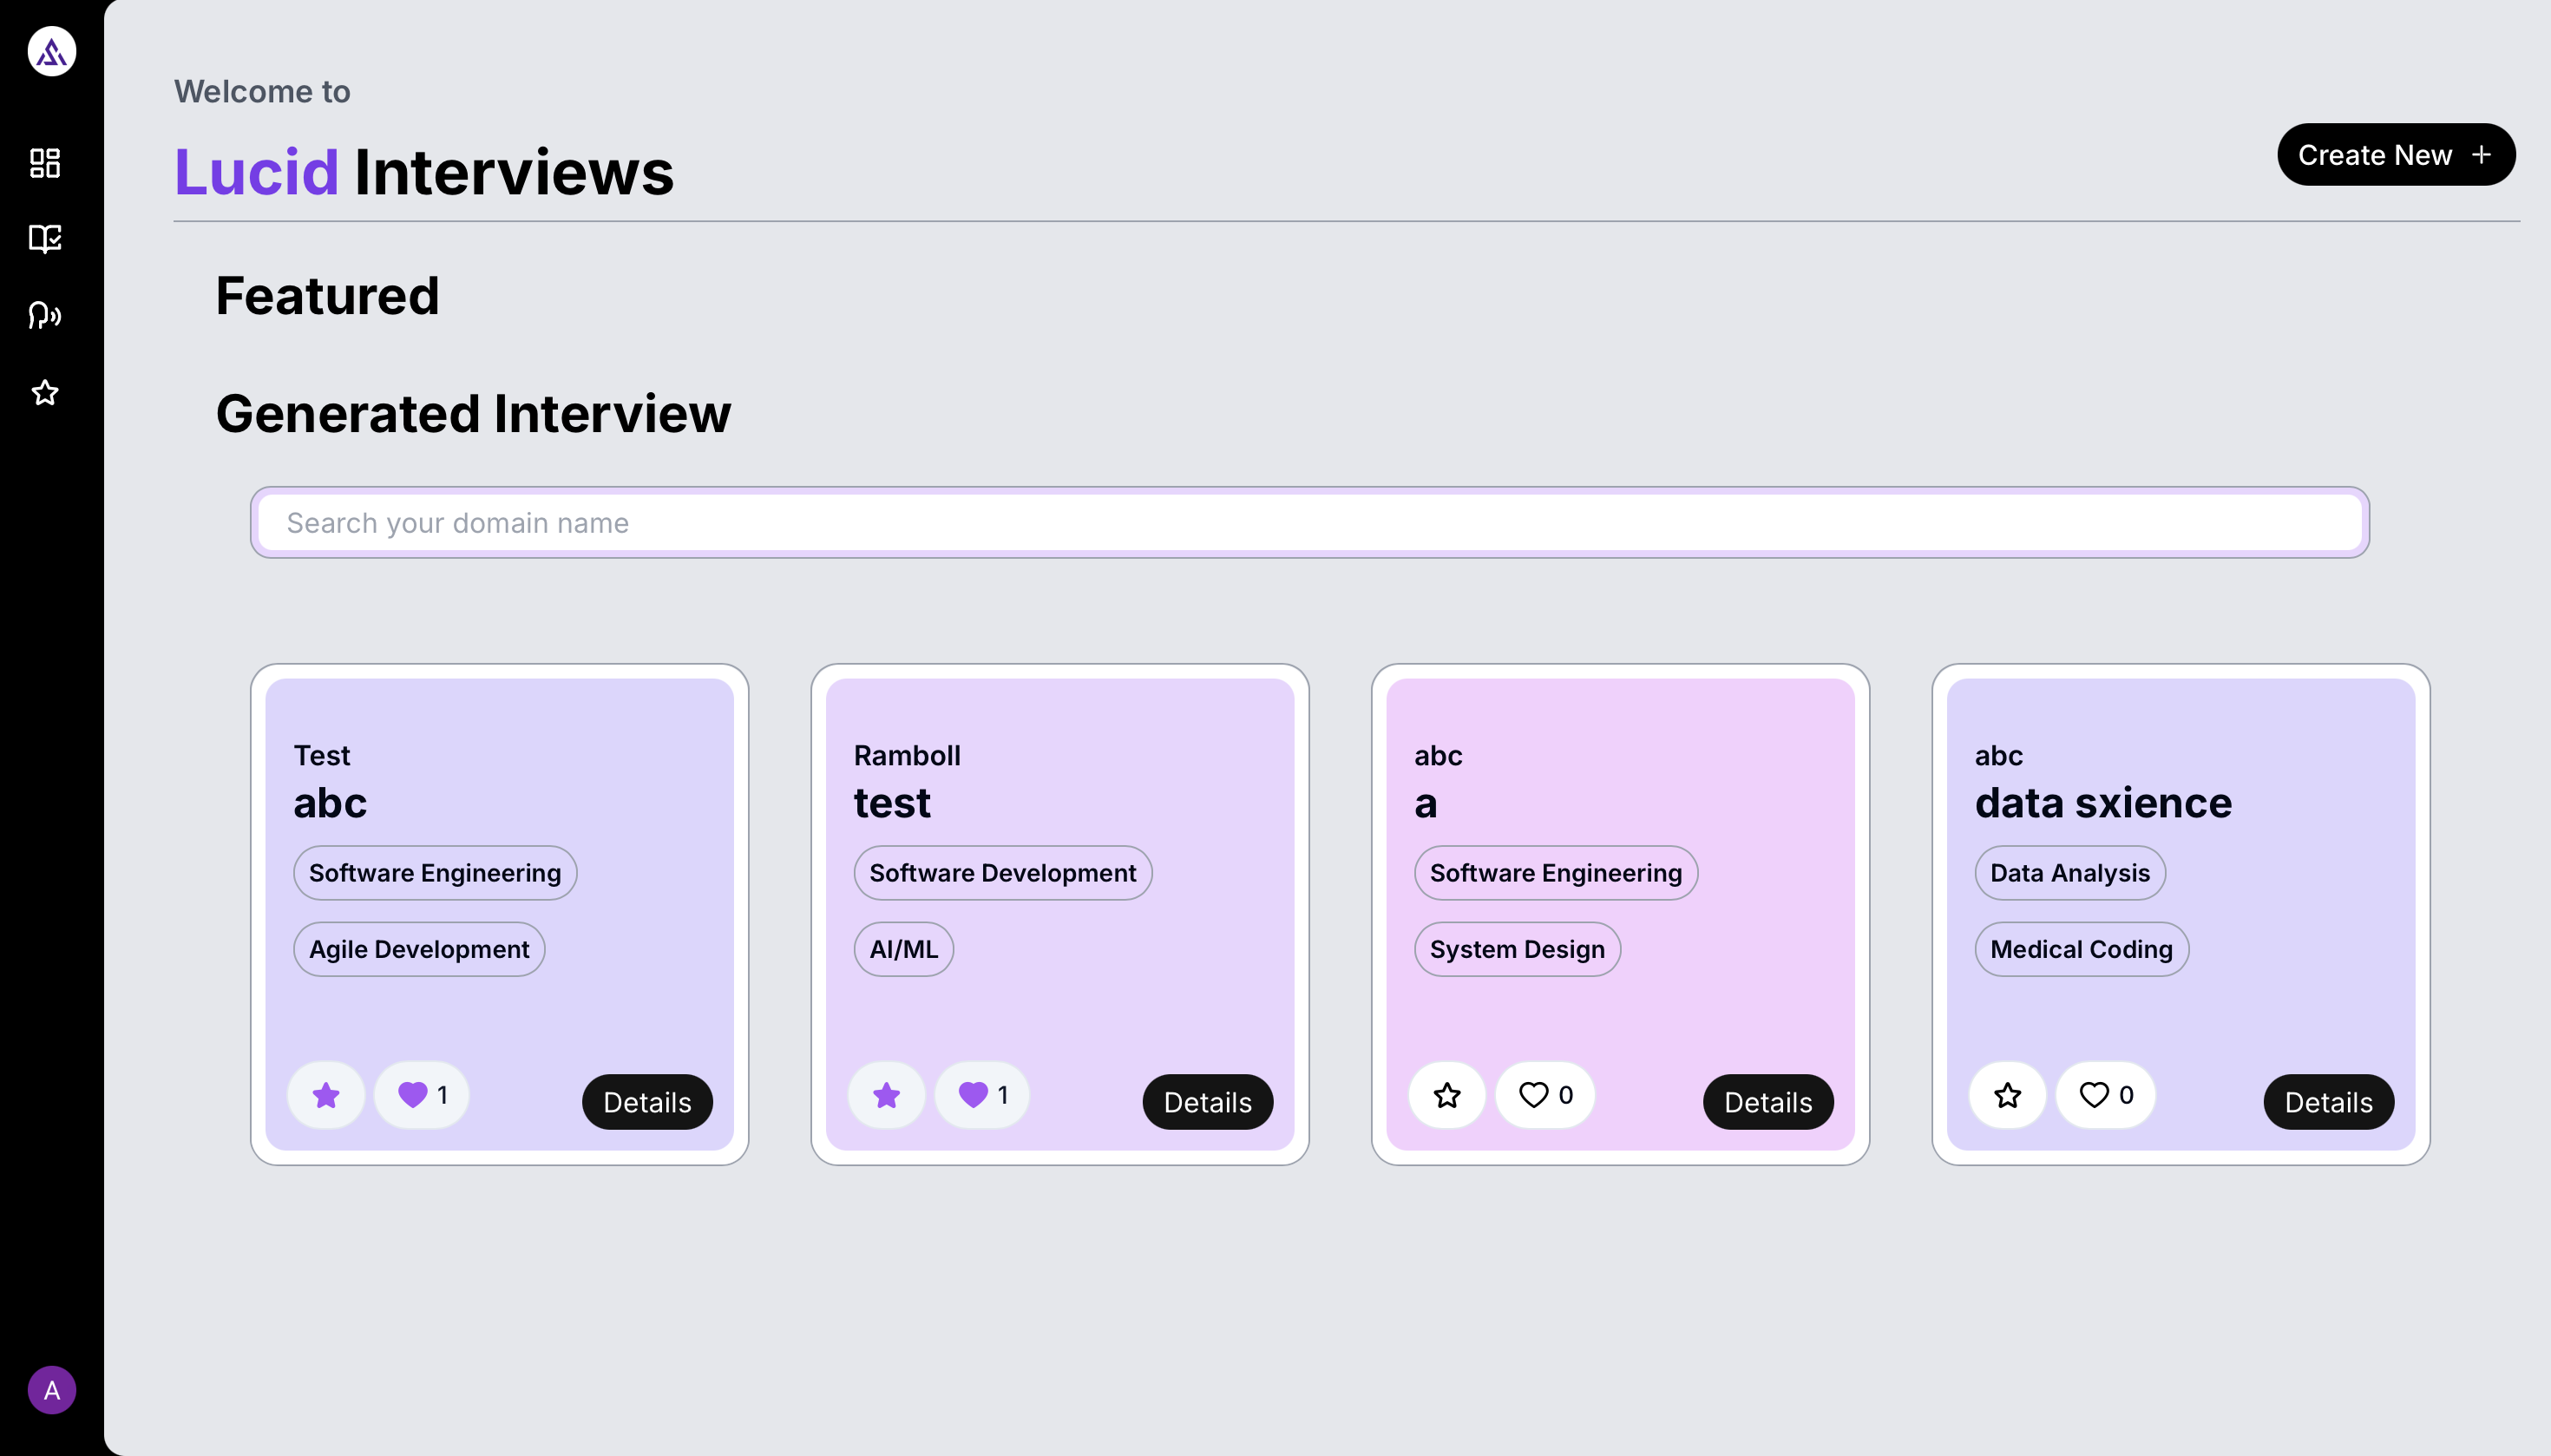 Welcome to
Lucid Interviews
Create New +
Featured
Generated Interview
Search your domain name
Test
abc
Software Engineering
Agile Development
1
Details
Ramboll
test
Software Development
AI/ML
1
Details
abc
a
Software Engineering
System Design
0
Details
abc
data sxience
Data Analysis
Medical Coding
0
Details
A